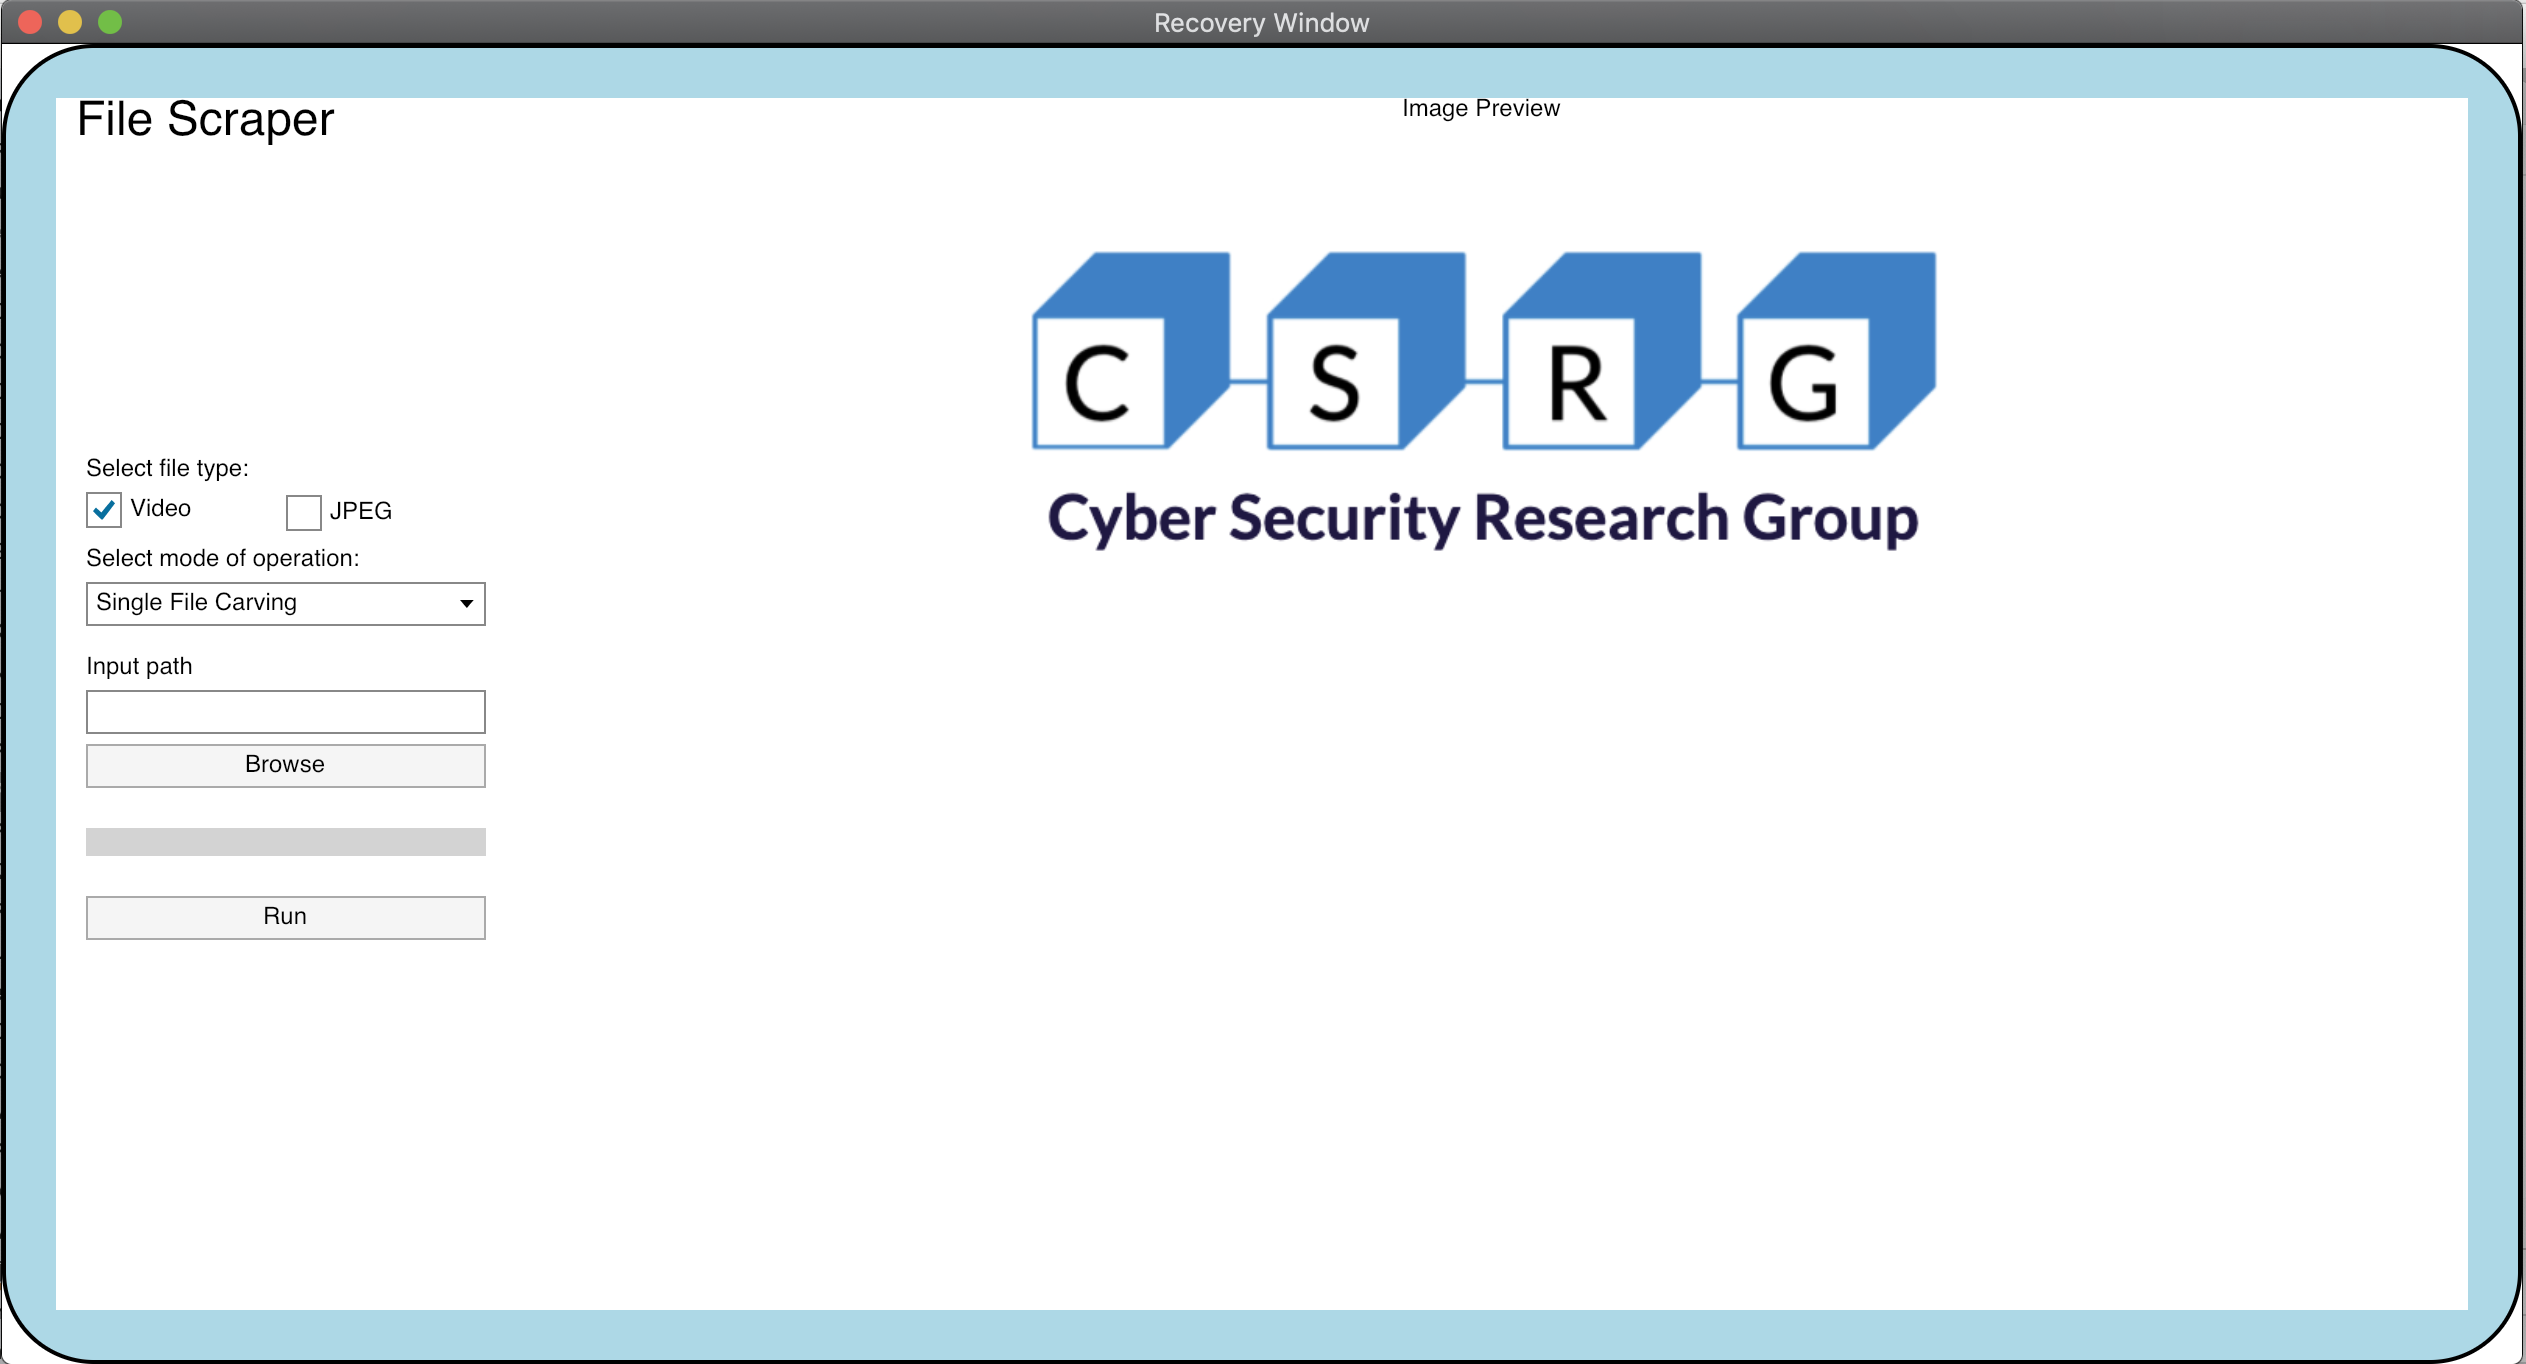 Recovery Window
File Scraper
Image Preview
C S R G
Cyber Security Research Group
Select file type:
Video JPEG
Select mode of operation:
Single File Carving
Input path
Browse
Run